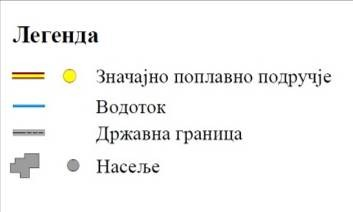 Легенда
Значајно поплавно подручје
Водоток
Државна граница
Насеље